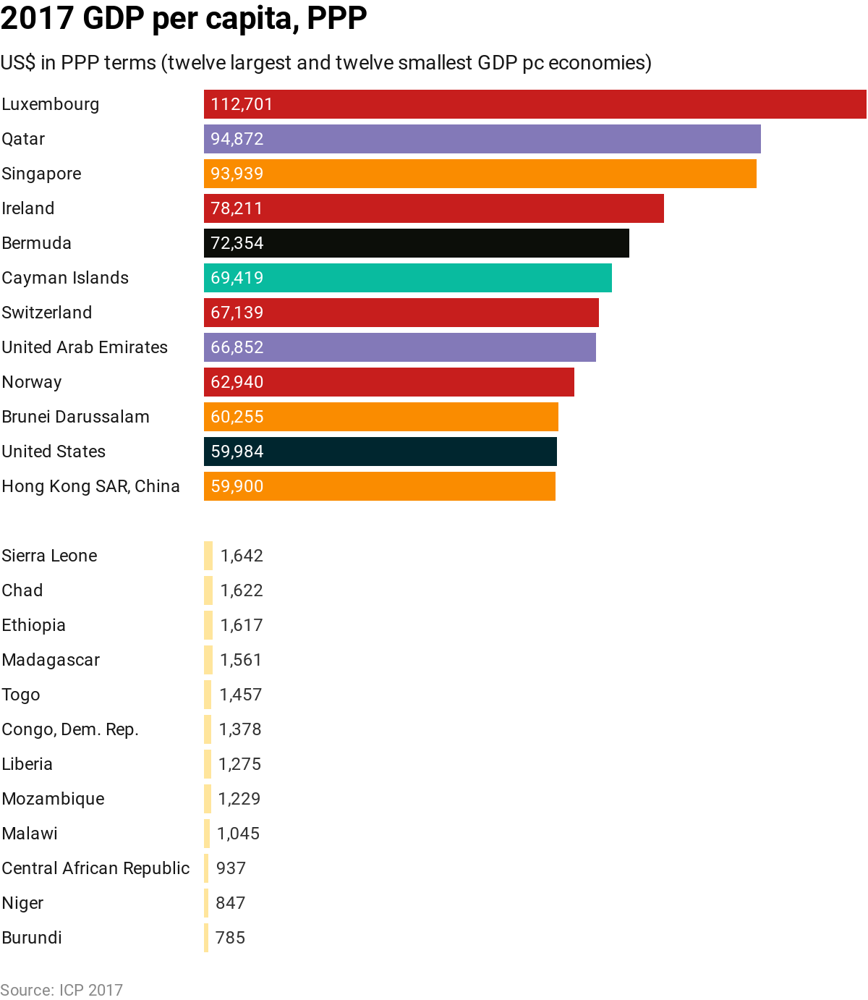 2017 GDP per capita, PPP
US$ in PPP terms (twelve largest and twelve smallest GDP pc economies)
Luxembourg 112,701
Qatar 94,872
Singapore 93,939
Ireland 78,211
Bermuda 72,354
Cayman Islands 69,419
Switzerland 67,139
United Arab Emirates 66,852
Norway 62,940
Brunei Darussalam 60,255
United States 59,984
Hong Kong SAR, China 59,900
Sierra Leone 1,642
Chad 1,622
Ethiopia 1,617
Madagascar 1,561
Togo 1,457
Congo, Dem. Rep. 1,378
Liberia 1,275
Mozambique 1,229
Malawi 1,045
Central African Republic 937
Niger 847
Burundi 785
Source: ICP 2017